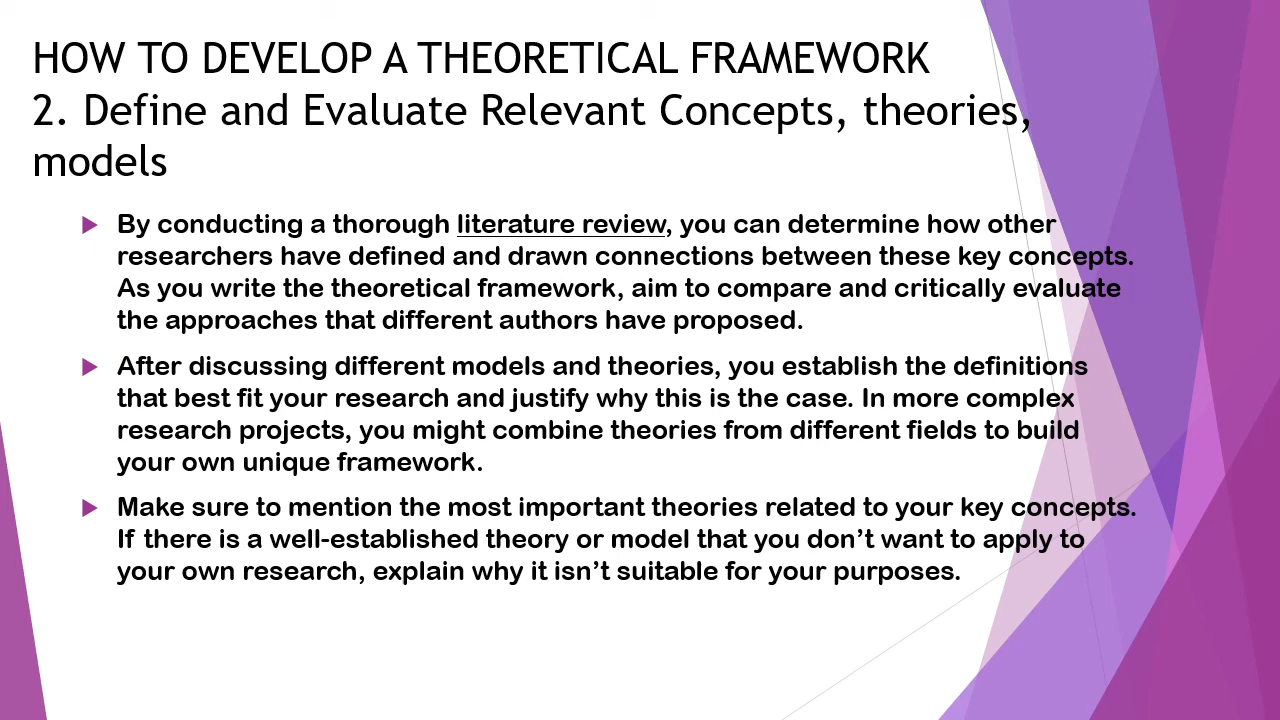 HOW TO DEVELOP A THEORETICAL FRAMEWORK
2. Define and Evaluate Relevant Concepts, theories,
models
By conducting a thorough literature review, you can determine how other
researchers have defined and drawn connections between these key concepts.
As you write the theoretical framework, aim to compare and critically evaluate
the approaches that different authors have proposed.
After discussing different models and theories, you establish the definitions
that best fit your research and justify why this is the case. In more complex
research projects, you might combine theories from different fields to build
your own unique framework.
Make sure to mention the most important theories related to your key concepts.
If there is a well-established theory or model that you don’t want to apply to
your own research, explain why it isn’t suitable for your purposes.